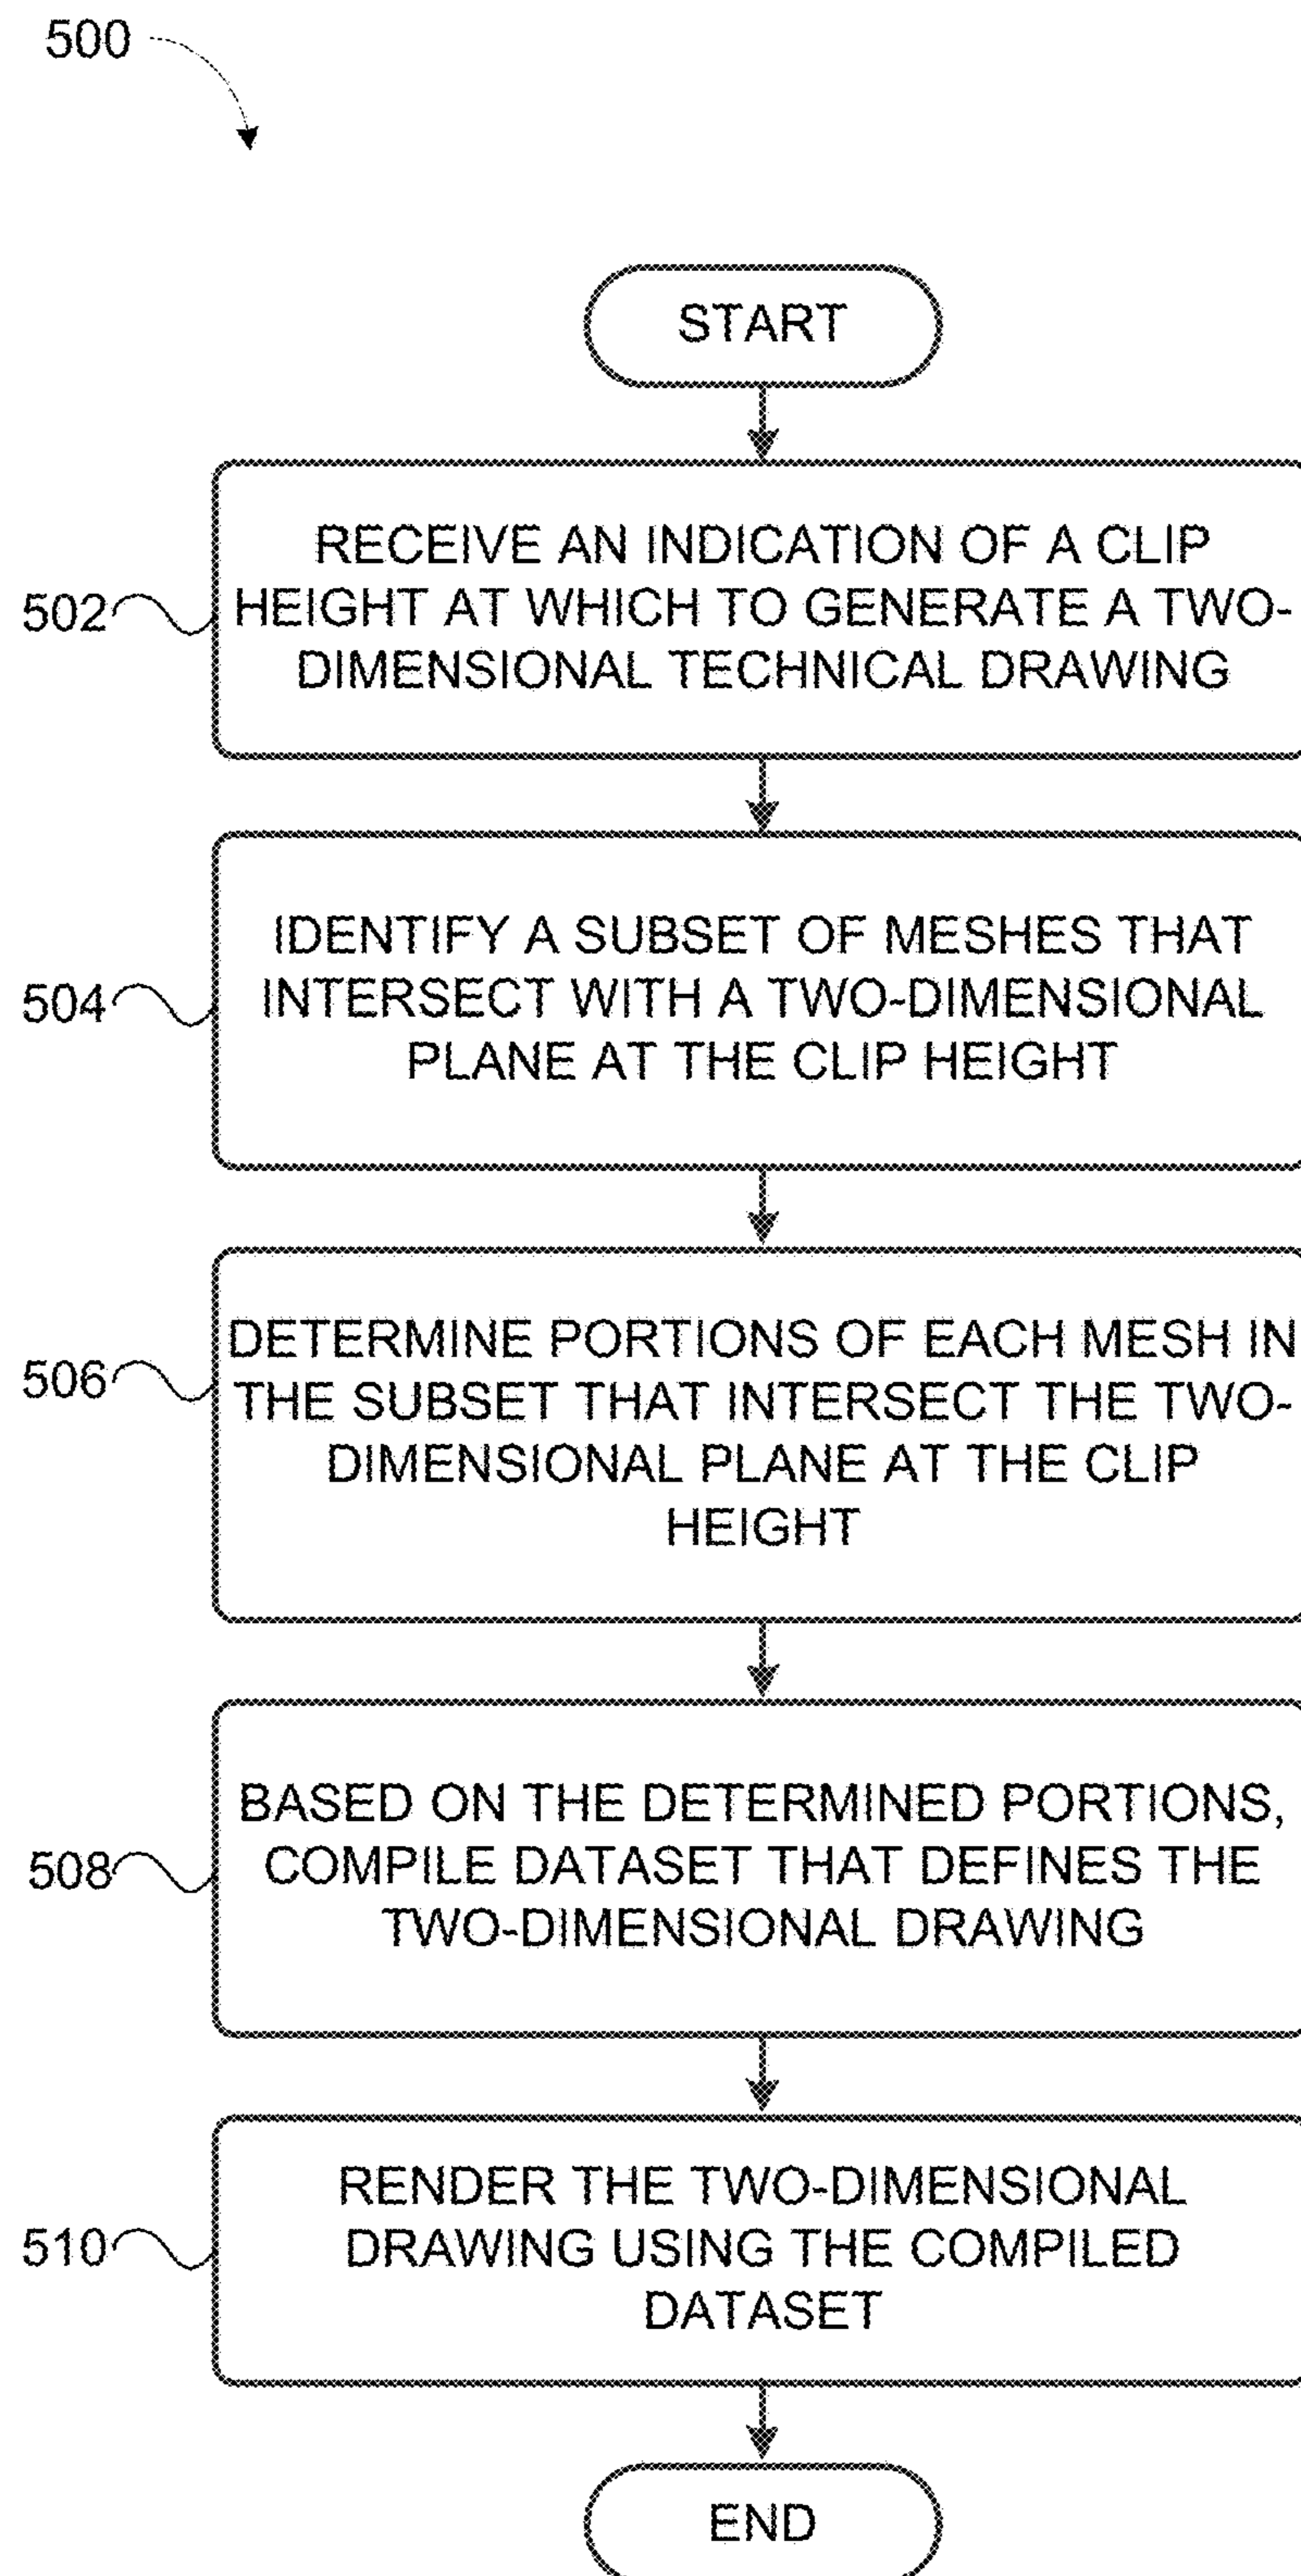 500
START
502
RECEIVE AN INDICATION OF A CLIP
HEIGHT AT WHICH TO GENERATE A TWO-
DIMENSIONAL TECHNICAL DRAWING
504
IDENTIFY A SUBSET OF MESHES THAT
INTERSECT WITH A TWO-DIMENSIONAL
PLANE AT THE CLIP HEIGHT
506
DETERMINE PORTIONS OF EACH MESH IN
THE SUBSET THAT INTERSECT THE TWO-
DIMENSIONAL PLANE AT THE CLIP
HEIGHT
508
BASED ON THE DETERMINED PORTIONS,
COMPILE DATASET THAT DEFINES THE
TWO-DIMENSIONAL DRAWING
510
RENDER THE TWO-DIMENSIONAL
DRAWING USING THE COMPILED
DATASET
END